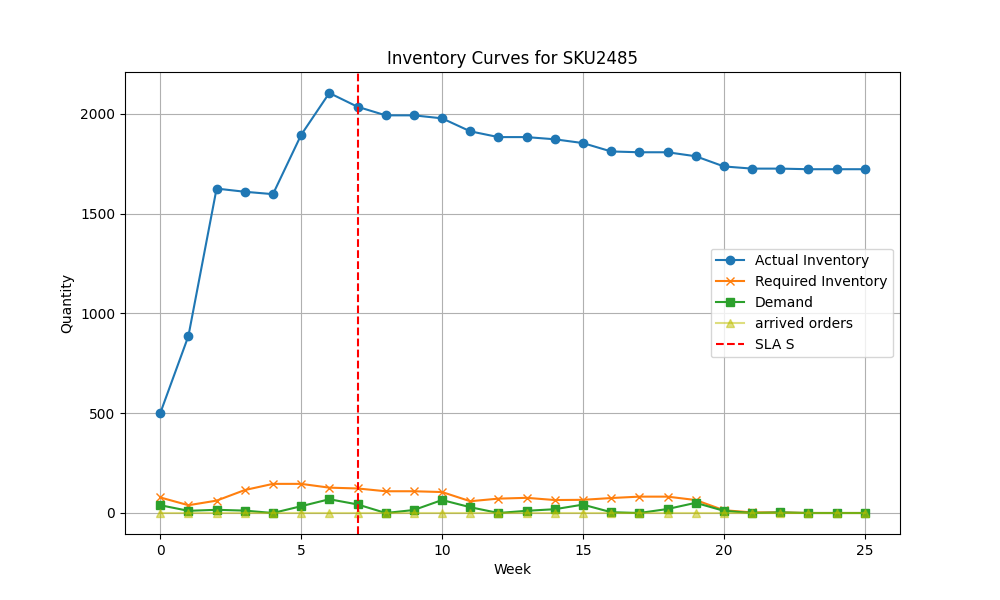 Inventory Curves for SKU2485
Quantity
2000
1500
1000
500
0
Actual Inventory
Required Inventory
Demand
arrived orders
SLA S
0 5 10 15 20 25
Week